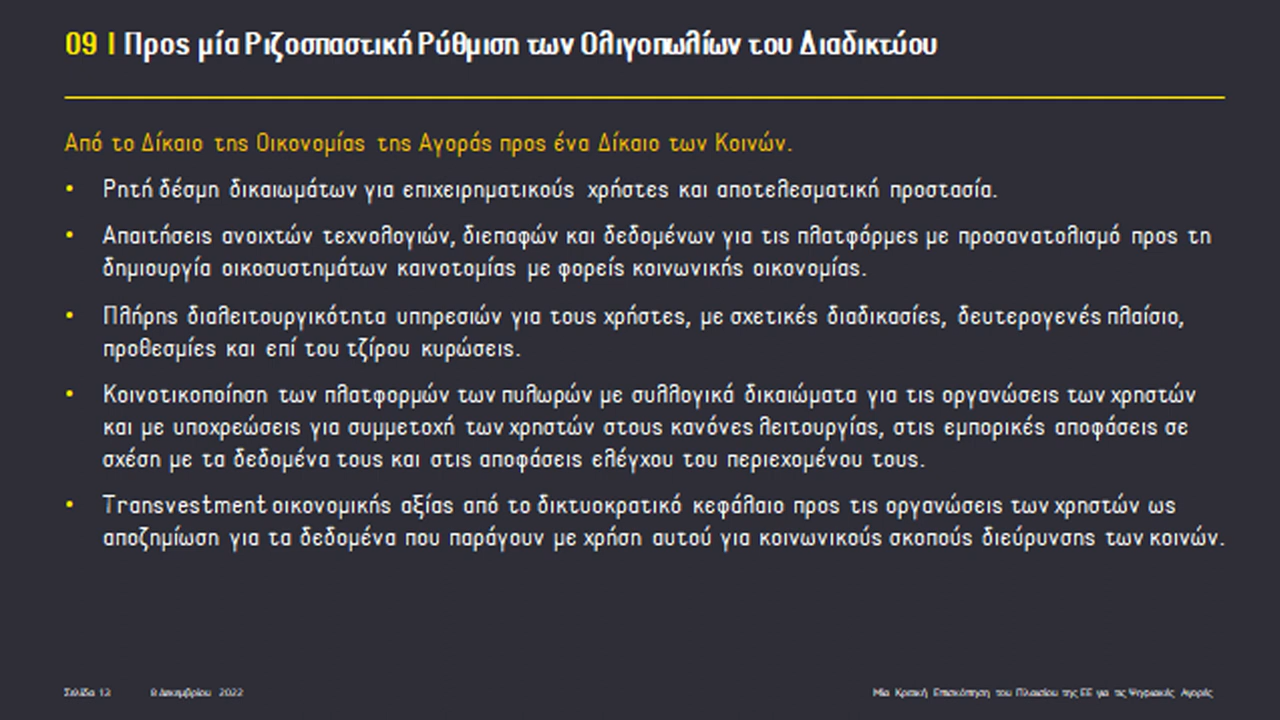 09 | Προς μία Ριζοσπαστική Ρύθμιση των Ολιγοπωλίων του Διαδικτύου
Από το Δίκαιο της Οικονομίας της Αγοράς προς ένα Δίκαιο των Κοινών.
• Ρητή δέσμη δικαιωμάτων για επιχειρηματικούς χρήστες και αποτελεσματική προστασία.
• Απαιτήσεις ανοιχτών τεχνολογιών, διεπαφών και δεδομένων για τις πλατφόρμες με προσανατολισμό προς τη
δημιουργία οικοσυστημάτων καινοτομίας με φορείς κοινωνικής οικονομίας.
• Πλήρης διαλειτουργικότητα υπηρεσιών για τους χρήστες, με σχετικές διαδικασίες, δευτερογενές πλαίσιο,
προθεσμίες και επί του τζίρου κυρώσεις.
• Κοινοτικοποίηση των πλατφορμών των πυλωρών με συλλογικά δικαιώματα για τις οργανώσεις των χρηστών
και με υποχρεώσεις για συμμετοχή των χρηστών στους κανόνες λειτουργίας, στις εμπορικές αποφάσεις σε
σχέση με τα δεδομένα τους και στις αποφάσεις ελέγχου του περιεχομένου τους.
• Transvestment οικονομικής αξίας από το δικτυοκρατικό κεφάλαιο προς τις οργανώσεις των χρηστών ως
αποζημίωση για τα δεδομένα που παράγουν με χρήση αυτού για κοινωνικούς σκοπούς διεύρυνσης των κοινών.
Σελίδα 13 9 Δεκεμβρίου 2022 Μια Κριτική Επισκόπηση του Πλαισίου της ΕΕ για τις Ψηφιακές Αγορές